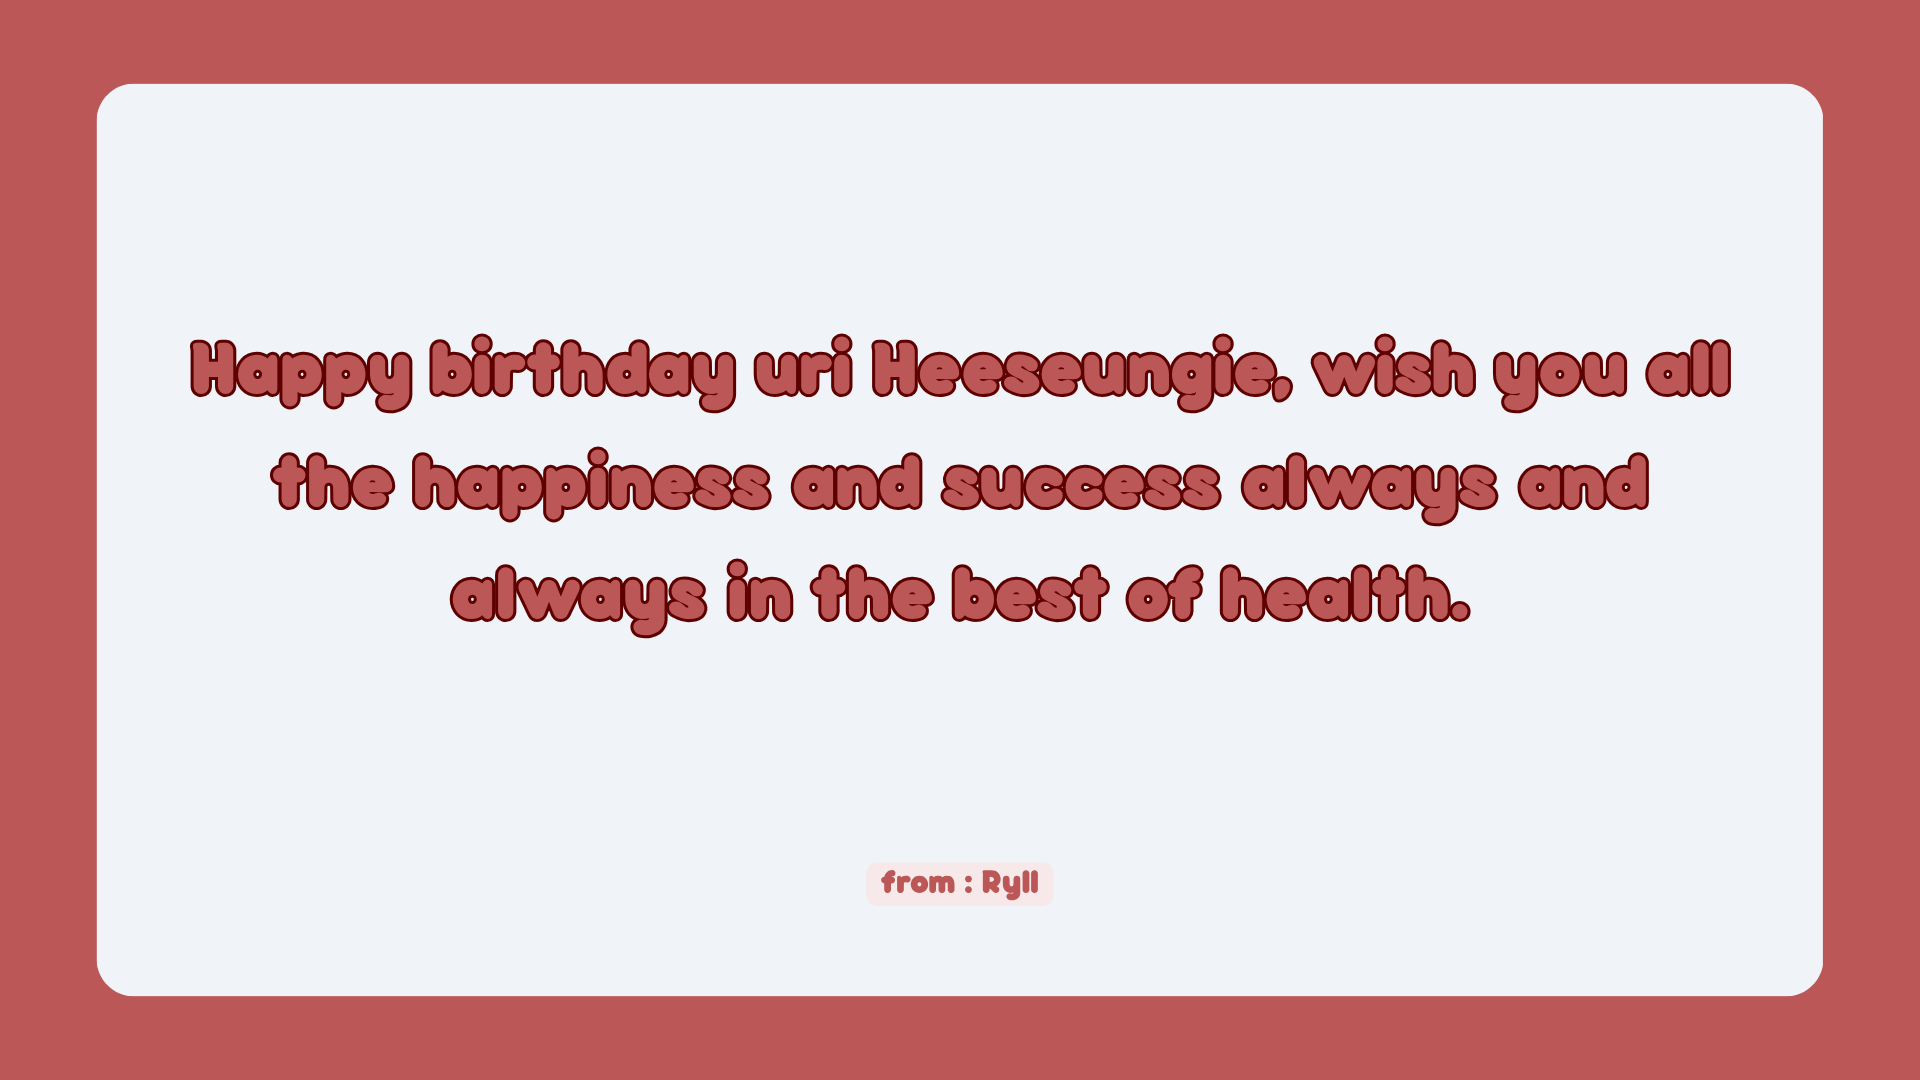 Happy birthday uri Heeseungie, wish you all
the happiness and success always and
always in the best of health.
from : Ryll